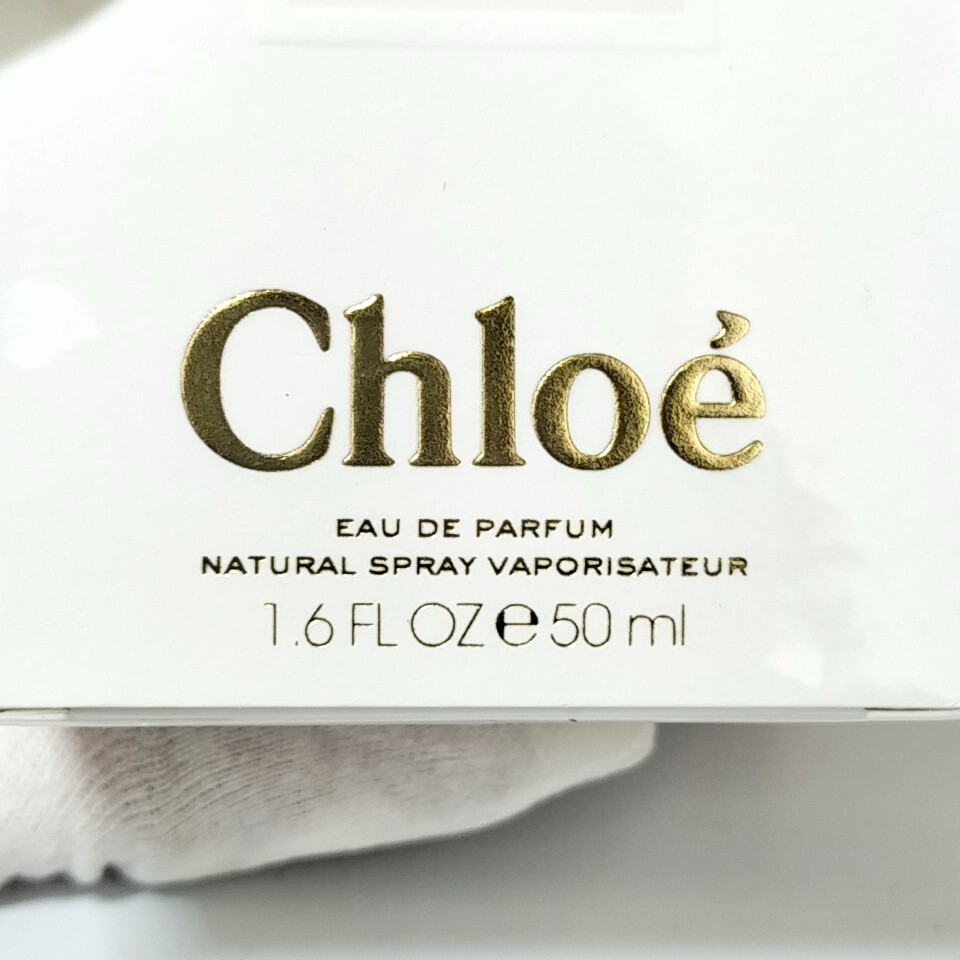 Chloé
EAU DE PARFUM
NATURAL SPRAY VAPORISATEUR
1.6 FL OZ ℮ 50 ml